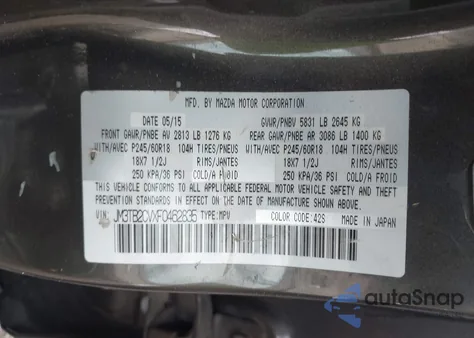 MFD. BY MAZDA MOTOR CORPORATION
DATE 05/15 GVWR/PNBV 5831 LB 2645 KG
FRONT GAWR/PNBE AV 2813 LB 1276 KG REAR GAWR/PNBE AR 3086 LB 1400 KG
WITH/AVEC P245/60R18 104H TIRES/PNEUS WITH/AVEC P245/60R18 104H TIRES/PNEUS
18X7 1/2J RIMS/JANTES 18X7 1/2J RIMS/JANTES
250 KPA/36 PSI COLD/A FROID 250 KPA/36 PSI COLD/A FROID
THIS VEHICLE CONFORMS TO ALL APPLICABLE FEDERAL MOTOR VEHICLE SAFETY, BUMPER, AND
THEFT PREVENTION STANDARDS IN EFFECT ON THE DATE OF MANUFACTURE SHOWN ABOVE.
VIN: JM3TB2CVXF0462835 TYPE:MPV COLOR CODE:42S MADE IN JAPAN
autoSnap